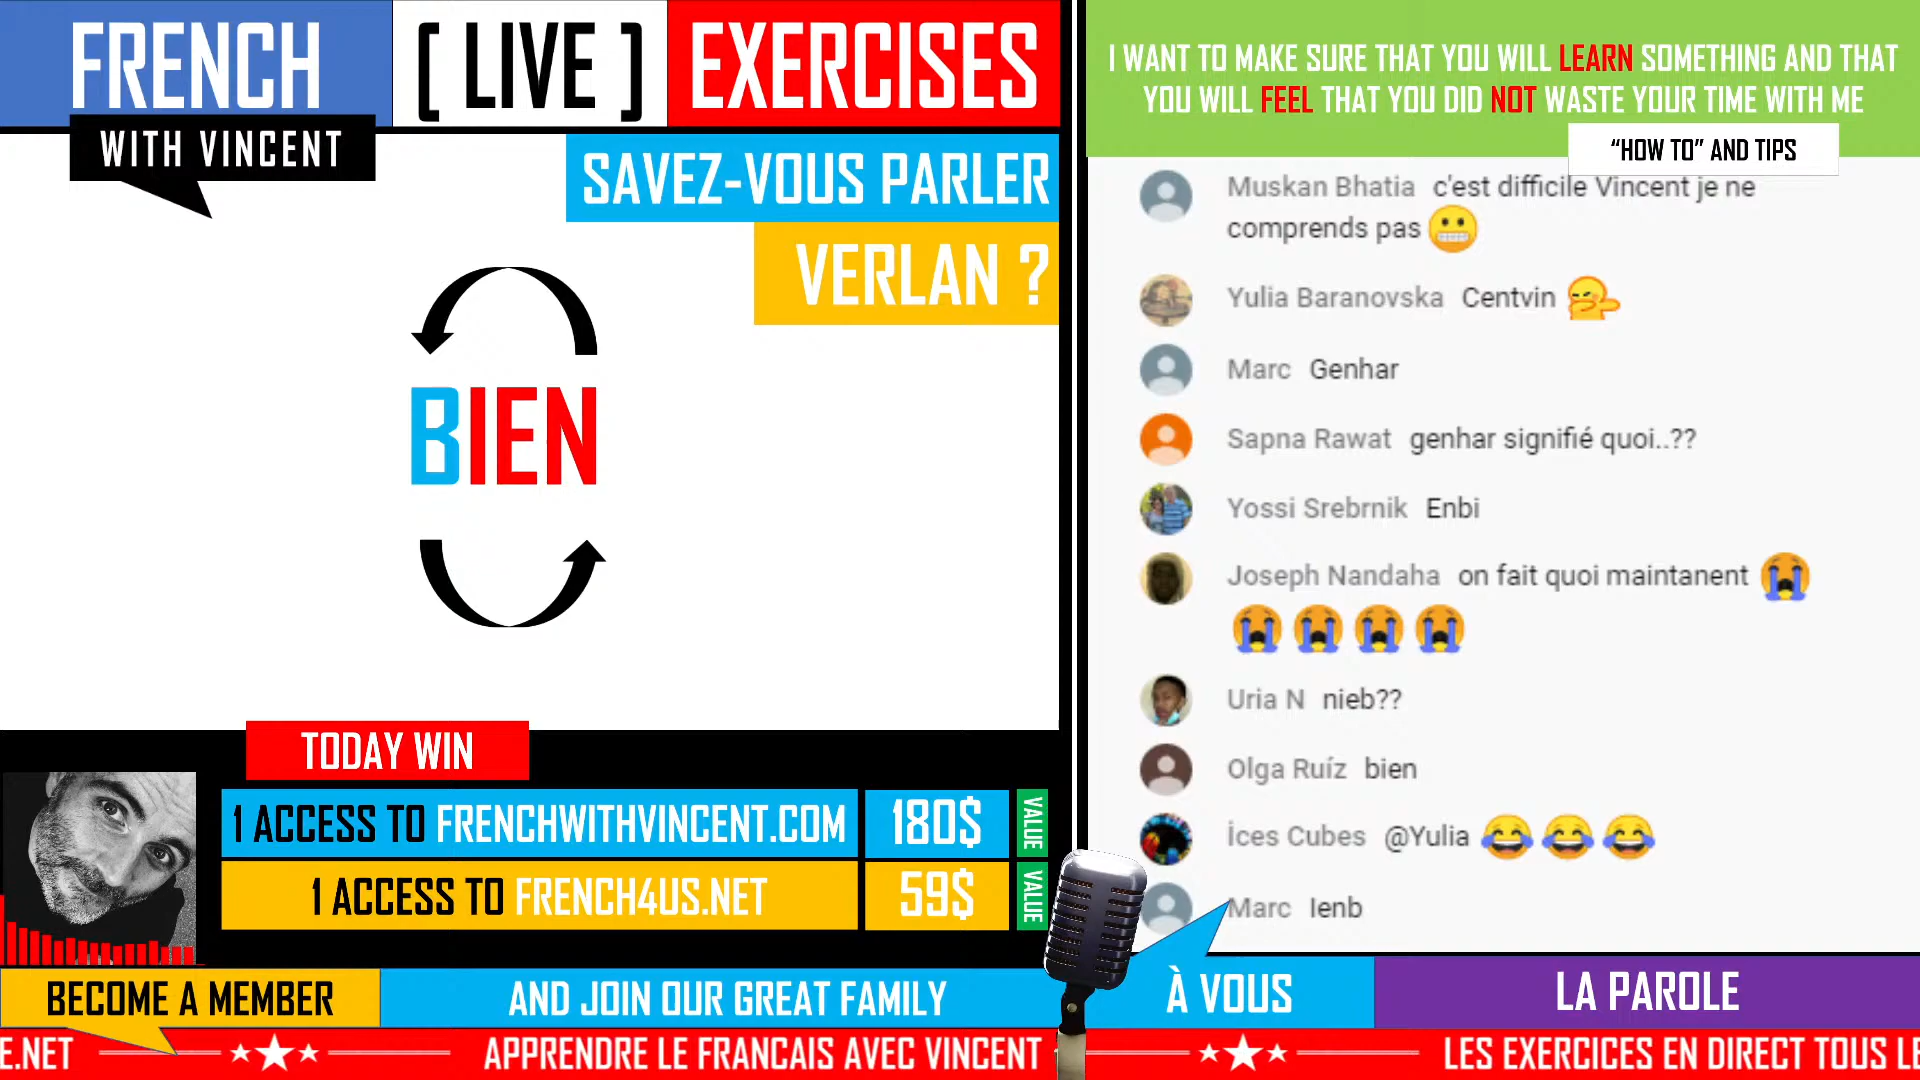 FRENCH
[ LIVE ]
EXERCISES
WITH VINCENT
SAVEZ-VOUS PARLER
VERLAN ?
BIEN
TODAY WIN
1 ACCESS TO FRENCHWITHVINCENT.COM
180$
VALUE
1 ACCESS TO FRENCH4US.NET
59$
VALUE
I WANT TO MAKE SURE THAT YOU WILL LEARN SOMETHING AND THAT
YOU WILL FEEL THAT YOU DID NOT WASTE YOUR TIME WITH ME
“HOW TO” AND TIPS
Muskan Bhatia c'est difficile Vincent je ne
comprends pas 😬
Yulia Baranovska Centvin
Marc Genhar
Sapna Rawat genhar signifié quoi..??
Yossi Srebrnik Enbi
Joseph Nandaha on fait quoi maintanent 😭
😭 😭 😭 😭
Uria N nieb??
Olga Ruíz bien
İces Cubes @Yulia 😂 😂 😂
Marc Ienb
BECOME A MEMBER
AND JOIN OUR GREAT FAMILY
À VOUS
LA PAROLE
E.NET
APPRENDRE LE FRANCAIS AVEC VINCENT
LES EXERCICES EN DIRECT TOUS LE